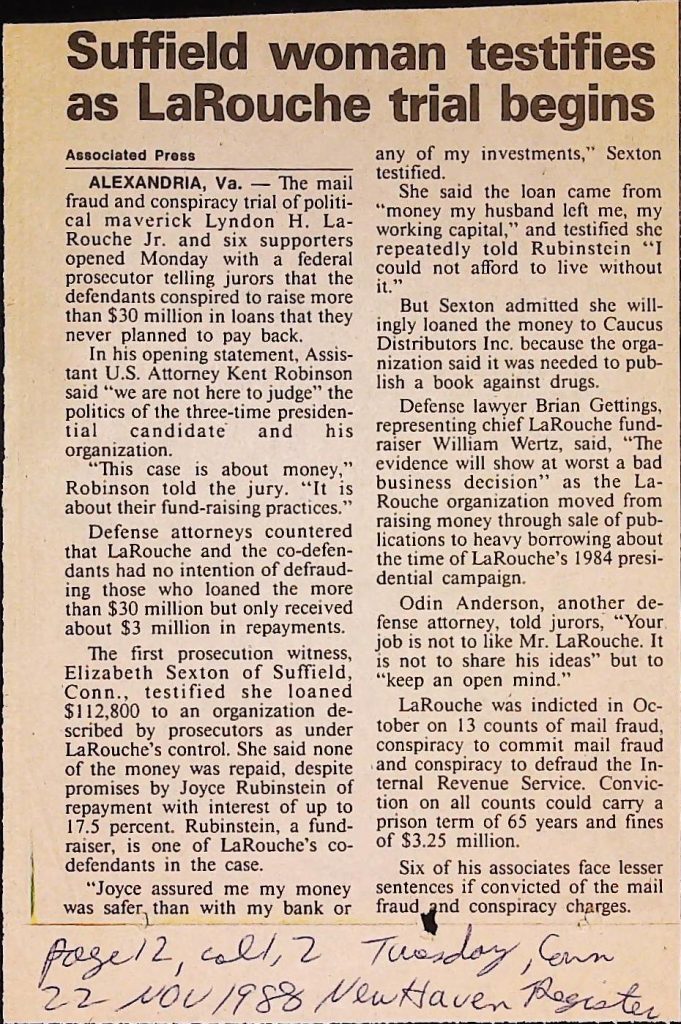 Suffield woman testifies
as LaRouche trial begins
Associated Press
ALEXANDRIA, Va. — The mail
fraud and conspiracy trial of politi-
cal maverick Lyndon H. La-
Rouche Jr. and six supporters
opened Monday with a federal
prosecutor telling jurors that the
defendants conspired to raise more
than $30 million in loans that they
never planned to pay back.
In his opening statement, Assis-
tant U.S. Attorney Kent Robinson
said “we are not here to judge” the
politics of the three-time presiden-
tial candidate and his
organization.
“This case is about money,”
Robinson told the jury. “It is
about their fund-raising practices.”
Defense attorneys countered
that LaRouche and the co-defen-
dants had no intention of defraud-
ing those who loaned the more
than $30 million but only received
about $3 million in repayments.
The first prosecution witness,
Elizabeth Sexton of Suffield,
Conn., testified she loaned
$112,800 to an organization de-
scribed by prosecutors as under
LaRouche’s control. She said none
of the money was repaid, despite
promises by Joyce Rubinstein of
repayment with interest of up to
17.5 percent. Rubinstein, a fund-
raiser, is one of LaRouche’s co-
defendants in the case.
“Joyce assured me my money
was safer than with my bank or
any of my investments,” Sexton
testified.
She said the loan came from
“money my husband left me, my
working capital,” and testified she
repeatedly told Rubinstein “I
could not afford to live without
it.”
But Sexton admitted she will-
ingly loaned the money to Caucus
Distributors Inc. because the orga-
nization said it was needed to pub-
lish a book against drugs.
Defense lawyer Brian Gettings,
representing chief LaRouche fund-
raiser William Wertz, said, “The
evidence will show at worst a bad
business decision” as the La-
Rouche organization moved from
raising money through sale of pub-
lications to heavy borrowing about
the time of LaRouche’s 1984 presi-
dential campaign.
Odin Anderson, another de-
fense attorney, told jurors, “Your
job is not to like Mr. LaRouche. It
is not to share his ideas” but to
“keep an open mind.”
LaRouche was indicted in Oc-
tober on 13 counts of mail fraud,
conspiracy to commit mail fraud
and conspiracy to defraud the In-
ternal Revenue Service. Convic-
tion on all counts could carry a
prison term of 65 years and fines
of $3.25 million.
Six of his associates face lesser
sentences if convicted of the mail
fraud and conspiracy charges.
page 12, col 1, 2 Tuesday, Conn
22 NOV 1988 New Haven Register